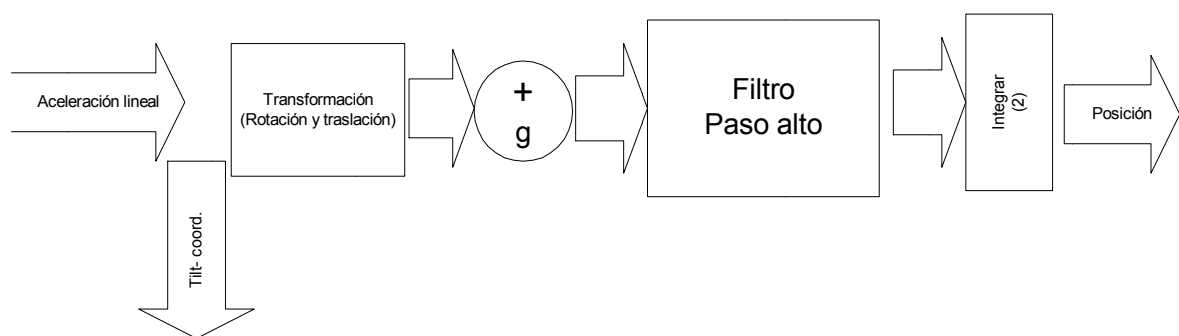 Aceleración lineal
Transformación
(Rotación y traslación)
+
g
Filtro
Paso alto
Integrar
(2)
Posición
Tilt- coord.